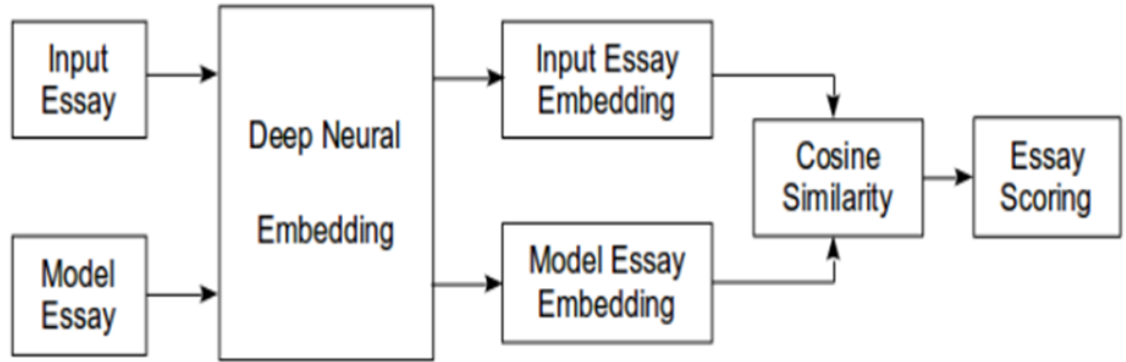 Input
Essay
Model
Essay
Deep Neural
Embedding
Input Essay
Embedding
Model Essay
Embedding
Cosine
Similarity
Essay
Scoring